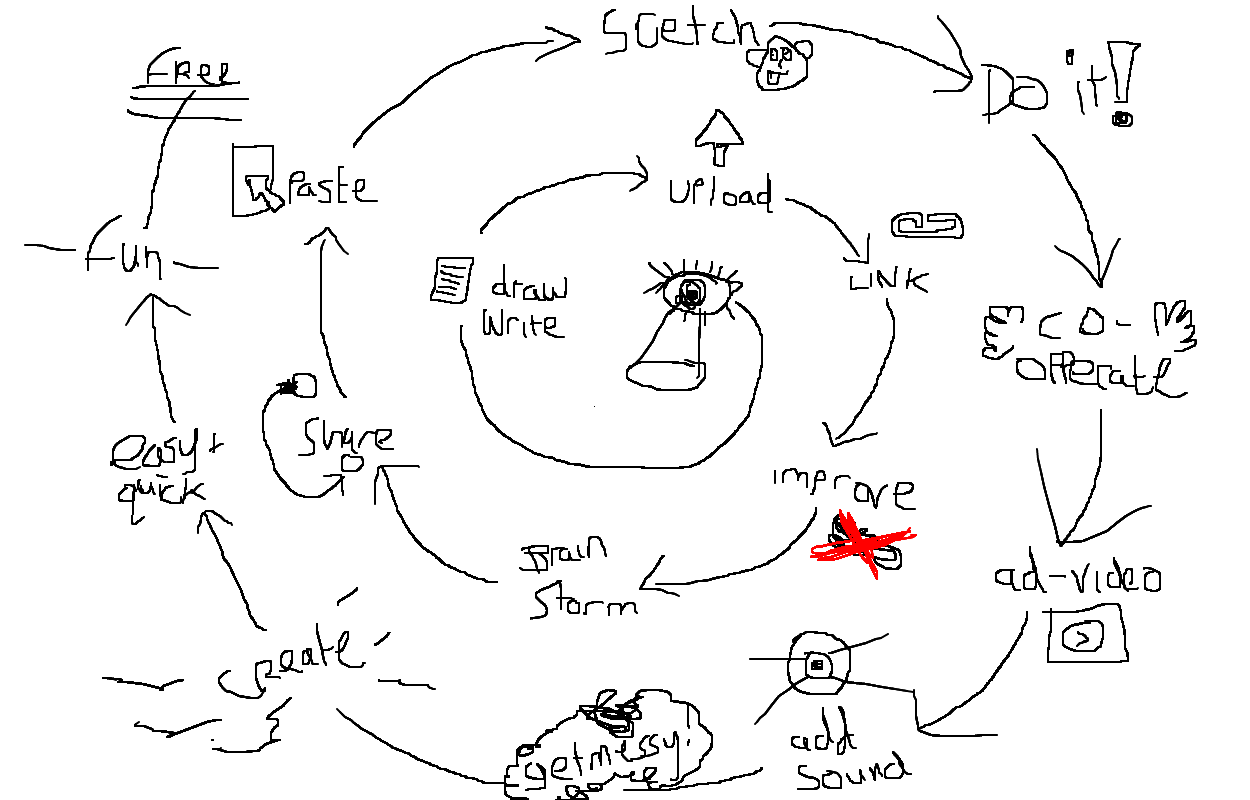 draw
write
upload
LINK
improve
Brain
Storm
Share
Paste
Scetch
Do it!
CO-
Offerate
ad-video
add
sound
getmessy!
create
easy +
quick
Fun
FREE